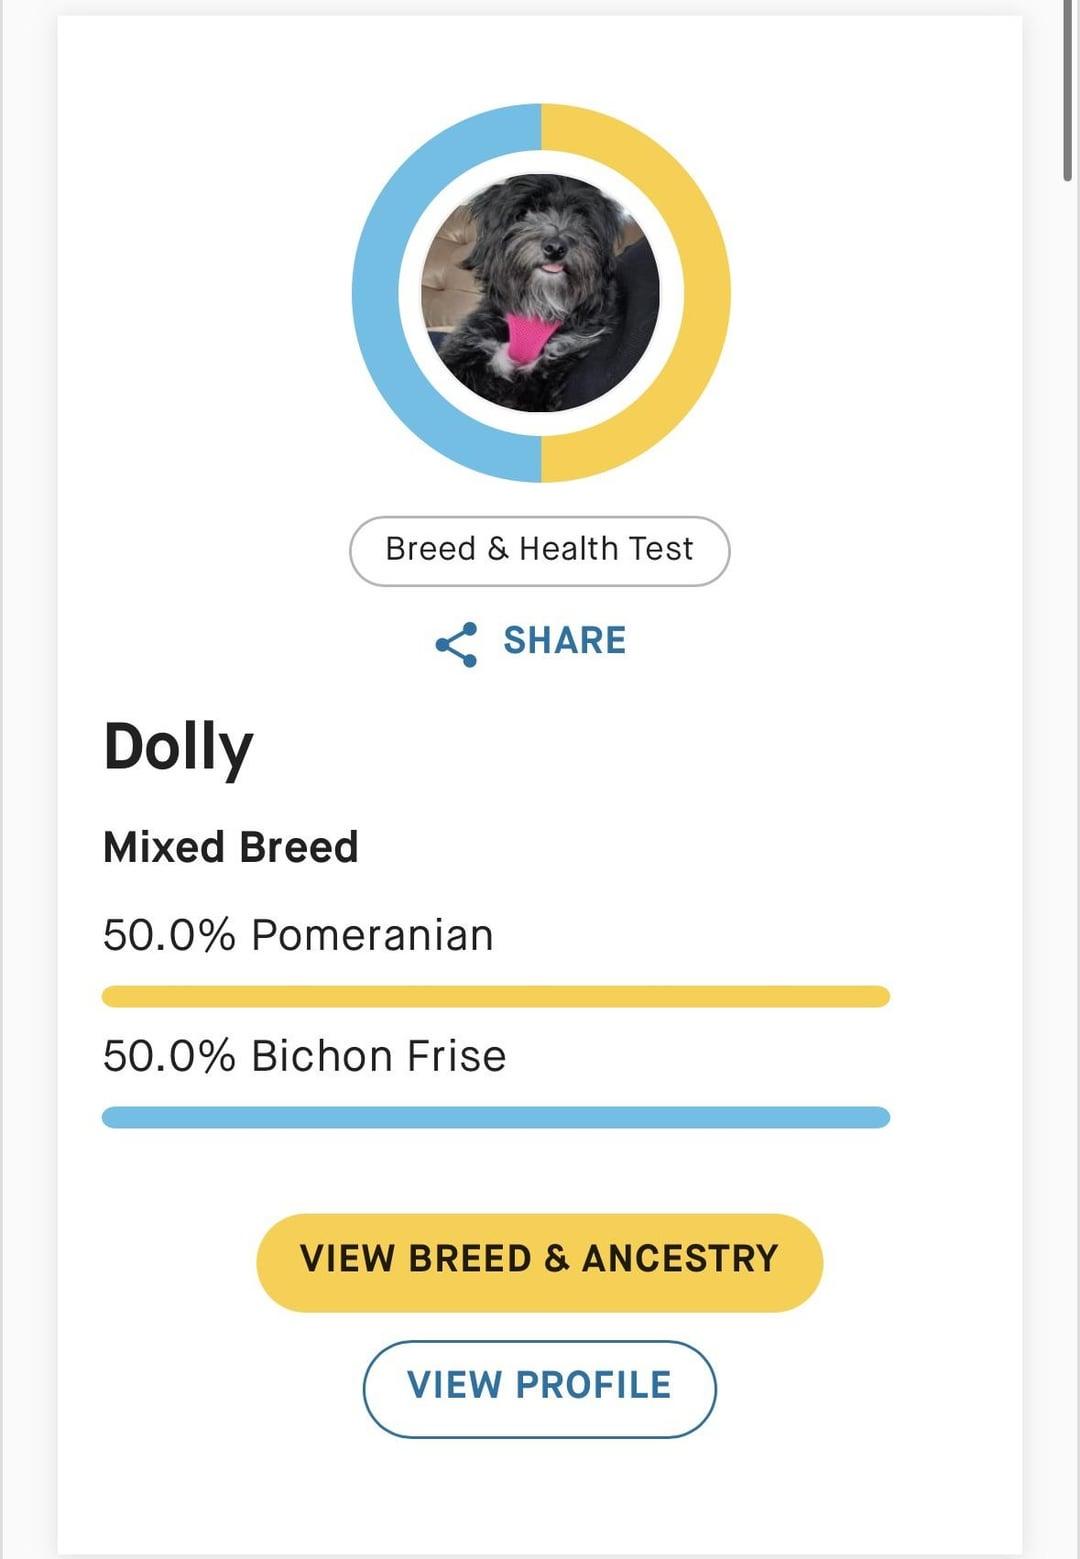 Breed & Health Test
SHARE
Dolly
Mixed Breed
50.0% Pomeranian
50.0% Bichon Frise
VIEW BREED & ANCESTRY
VIEW PROFILE